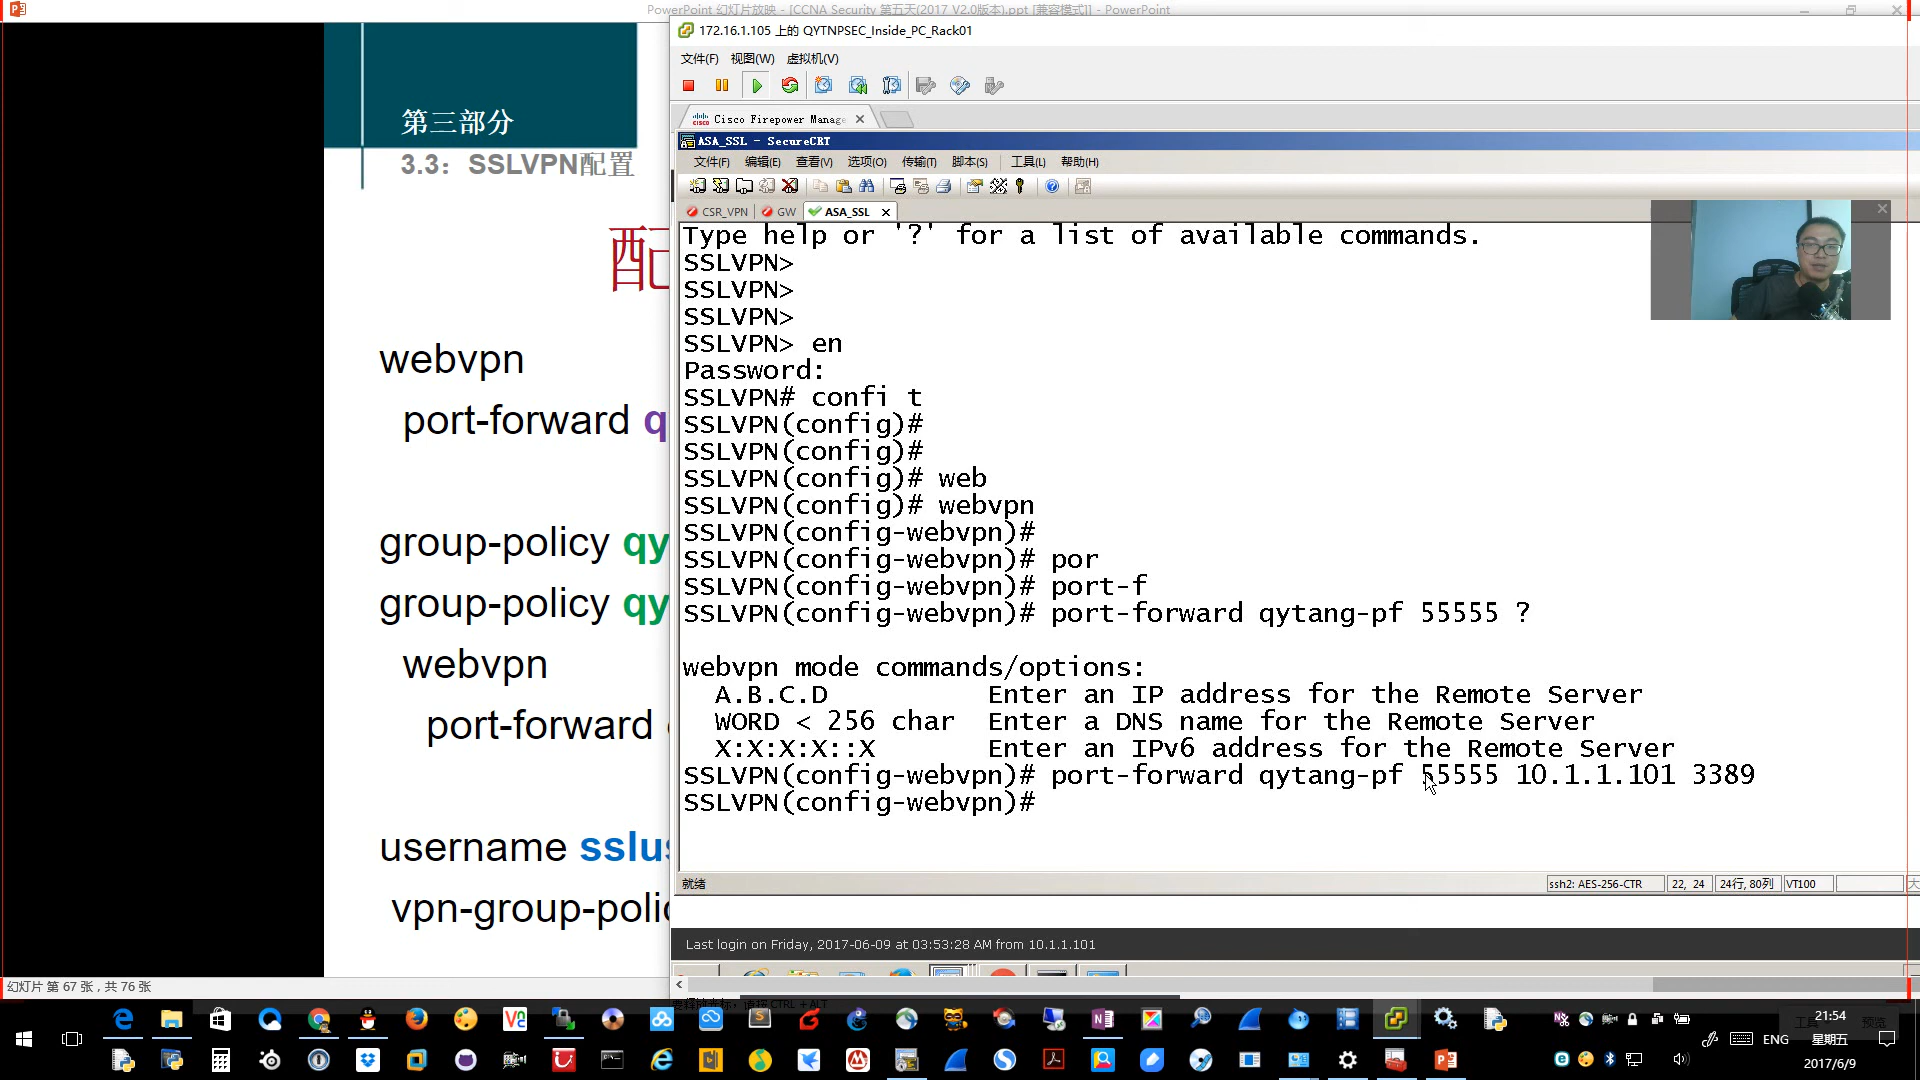 PowerPoint 幻灯片放映 - [CCNA Security 第五天(2017 V2.0版本).ppt [兼容模式]] - PowerPoint
172.16.1.105 上的 QYTNPSEC_Inside_PC_Rack01
文件(F) 视图(W) 虚拟机(V)
Cisco Firepower Manage
ASA_SSL - SecureCRT
文件(F) 编辑(E) 查看(V) 选项(O) 传输(T) 脚本(S) 工具(L) 帮助(H)
CSR_VPN GW ASA_SSL
第三部分
3.3：SSLVPN配置
配
webvpn
port-forward q
group-policy qy
group-policy qy
webvpn
port-forward
username sslus
vpn-group-polic
Type help or '?' for a list of available commands.
SSLVPN>
SSLVPN>
SSLVPN>
SSLVPN> en
Password:
SSLVPN# confi t
SSLVPN(config)#
SSLVPN(config)#
SSLVPN(config)# web
SSLVPN(config)# webvpn
SSLVPN(config-webvpn)#
SSLVPN(config-webvpn)# por
SSLVPN(config-webvpn)# port-f
SSLVPN(config-webvpn)# port-forward qytang-pf 55555 ?
webvpn mode commands/options:
A.B.C.D Enter an IP address for the Remote Server
WORD < 256 char Enter a DNS name for the Remote Server
X:X:X:X::X Enter an IPv6 address for the Remote Server
SSLVPN(config-webvpn)# port-forward qytang-pf 55555 10.1.1.101 3389
SSLVPN(config-webvpn)#
就绪
ssh2: AES-256-CTR 22, 24 24行, 80列 VT100
Last login on Friday, 2017-06-09 at 03:53:28 AM from 10.1.1.101
幻灯片 第 67 张，共 76 张
ENG
21:54
星期五
2017/6/9